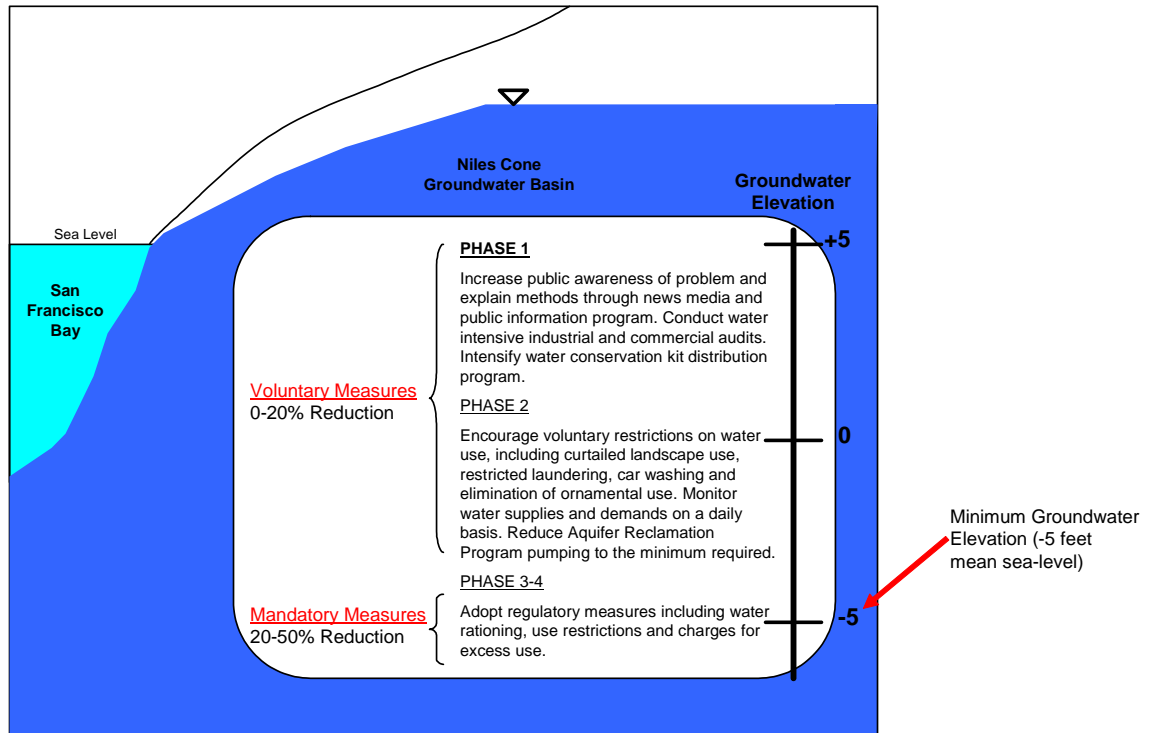 Niles Cone
Groundwater Basin
Groundwater
Elevation
Sea Level
San
Francisco
Bay
+5
0
-5
PHASE 1
Increase public awareness of problem and
explain methods through news media and
public information program. Conduct water
intensive industrial and commercial audits.
Intensify water conservation kit distribution
program.
Voluntary Measures
0-20% Reduction
PHASE 2
Encourage voluntary restrictions on water
use, including curtailed landscape use,
restricted laundering, car washing and
elimination of ornamental use. Monitor
water supplies and demands on a daily
basis. Reduce Aquifer Reclamation
Program pumping to the minimum required.
PHASE 3-4
Mandatory Measures
20-50% Reduction
Adopt regulatory measures including water
rationing, use restrictions and charges for
excess use.
Minimum Groundwater
Elevation (-5 feet
mean sea-level)